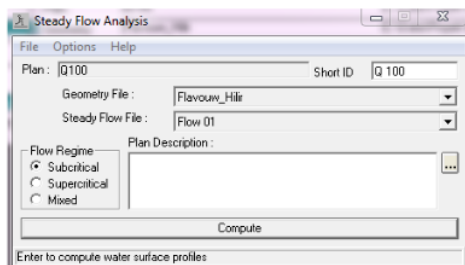 Steady Flow Analysis
File Options Help
Plan : Q100 Short ID Q 100
Geometry File : Flavouw_Hilir
Steady Flow File : Flow 01
Flow Regime Plan Description :
Subcritical
Supercritical
Mixed
...
Compute
Enter to compute water surface profiles